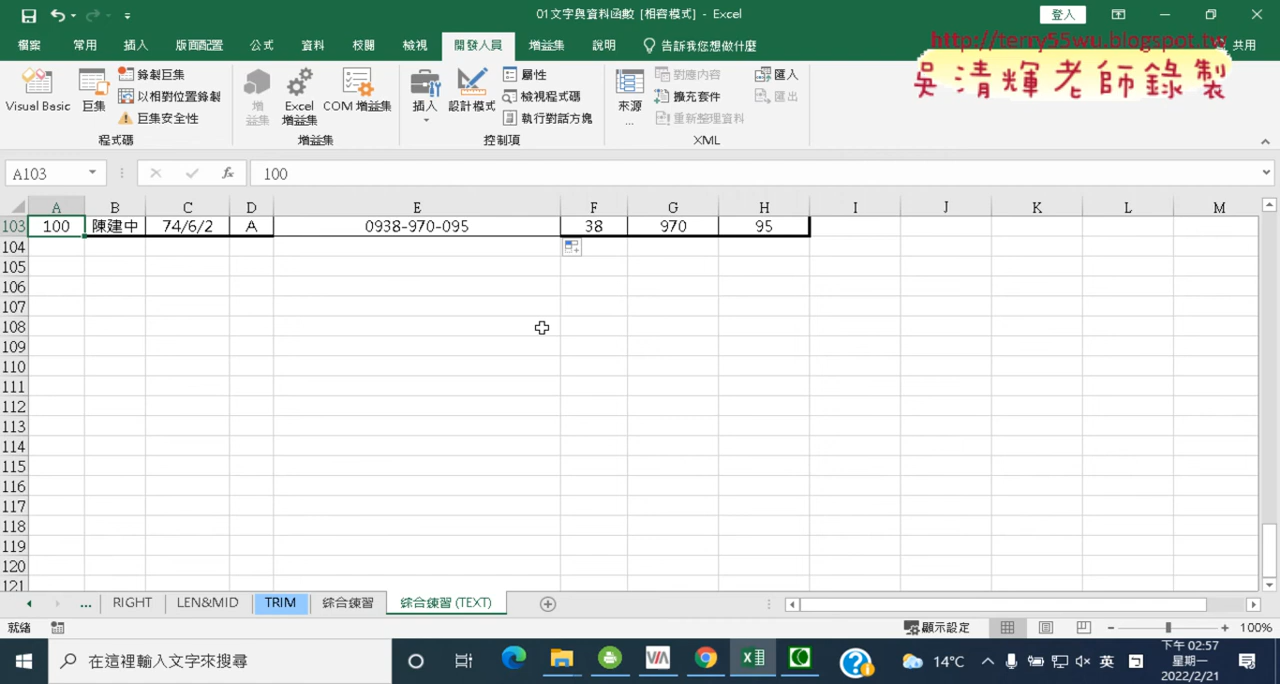 01文字與資料函數 [相容模式] - Excel
登入
檔案 常用 插入 版面配置 公式 資料 校閱 檢視 開發人員 增益集 說明 告訴我您想做什麼 共用
http://terry55wu.blogspot.tw
吳清輝老師錄製
Visual Basic 巨集 錄製巨集 以相對位置錄製 巨集安全性 程式碼
增益集 Excel 增益集 COM 增益集 增益集
插入 設計模式 屬性 檢視程式碼 執行對話方塊 控制項
來源... 對應內容 擴充套件 重新整理資料 匯入 匯出 XML
A103 fx 100
A B C D E F G H I J K L M
103 100 陳建中 74/6/2 A 0938-970-095 38 970 95
104
105
106
107
108
109
110
111
112
113
114
115
116
117
118
119
120
121
... RIGHT LEN&MID TRIM 綜合練習 綜合練習 (TEXT)
就緒 顯示設定 100%
在這裡輸入文字來搜尋 14°C 英 下午 02:57
星期一
2022/2/21